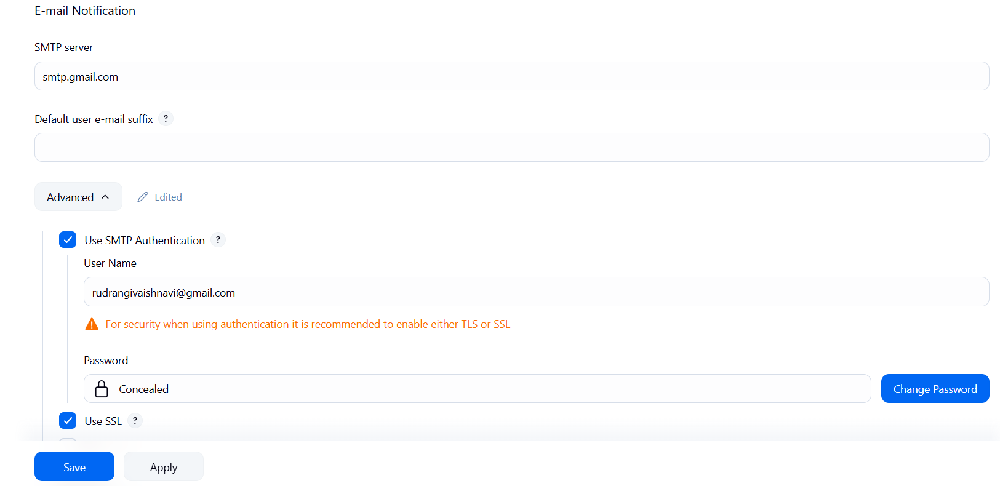 E-mail Notification
SMTP server
smtp.gmail.com
Default user e-mail suffix ?
Advanced
Edited
Use SMTP Authentication ?
User Name
rudrangivaishnavi@gmail.com
For security when using authentication it is recommended to enable either TLS or SSL
Password
Concealed
Change Password
Use SSL ?
Save
Apply